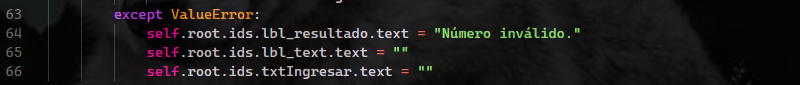 63 except ValueError:
64 self.root.ids.lbl_resultado.text = "Número inválido."
65 self.root.ids.lbl_text.text = ""
66 self.root.ids.txtIngresar.text = ""